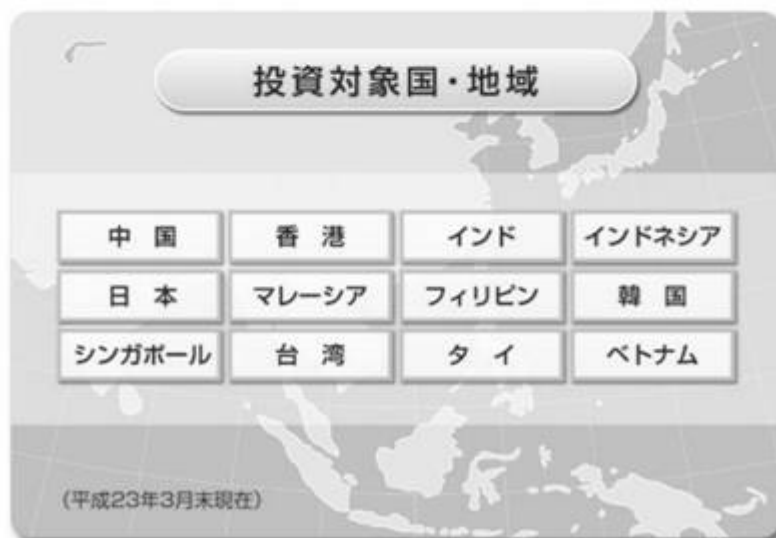 投資対象国・地域
中国 香港 インド インドネシア
日本 マレーシア フィリピン 韓国
シンガポール 台湾 タイ ベトナム
(平成23年3月末現在)